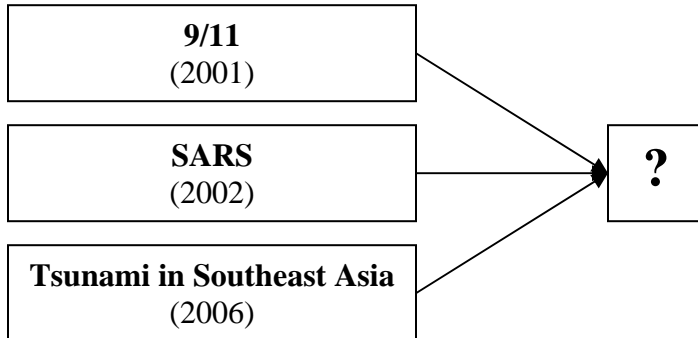 9/11
(2001)
SARS
(2002)
?
Tsunami in Southeast Asia
(2006)